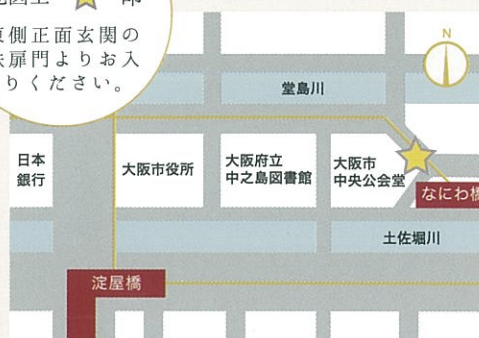 東側正面玄関の
鉄扉門よりお入
りください。
N
堂島川
日本
銀行
大阪市役所
大阪府立
中之島図書館
大阪市
中央公会堂
なにわ橋
土佐堀川
淀屋橋